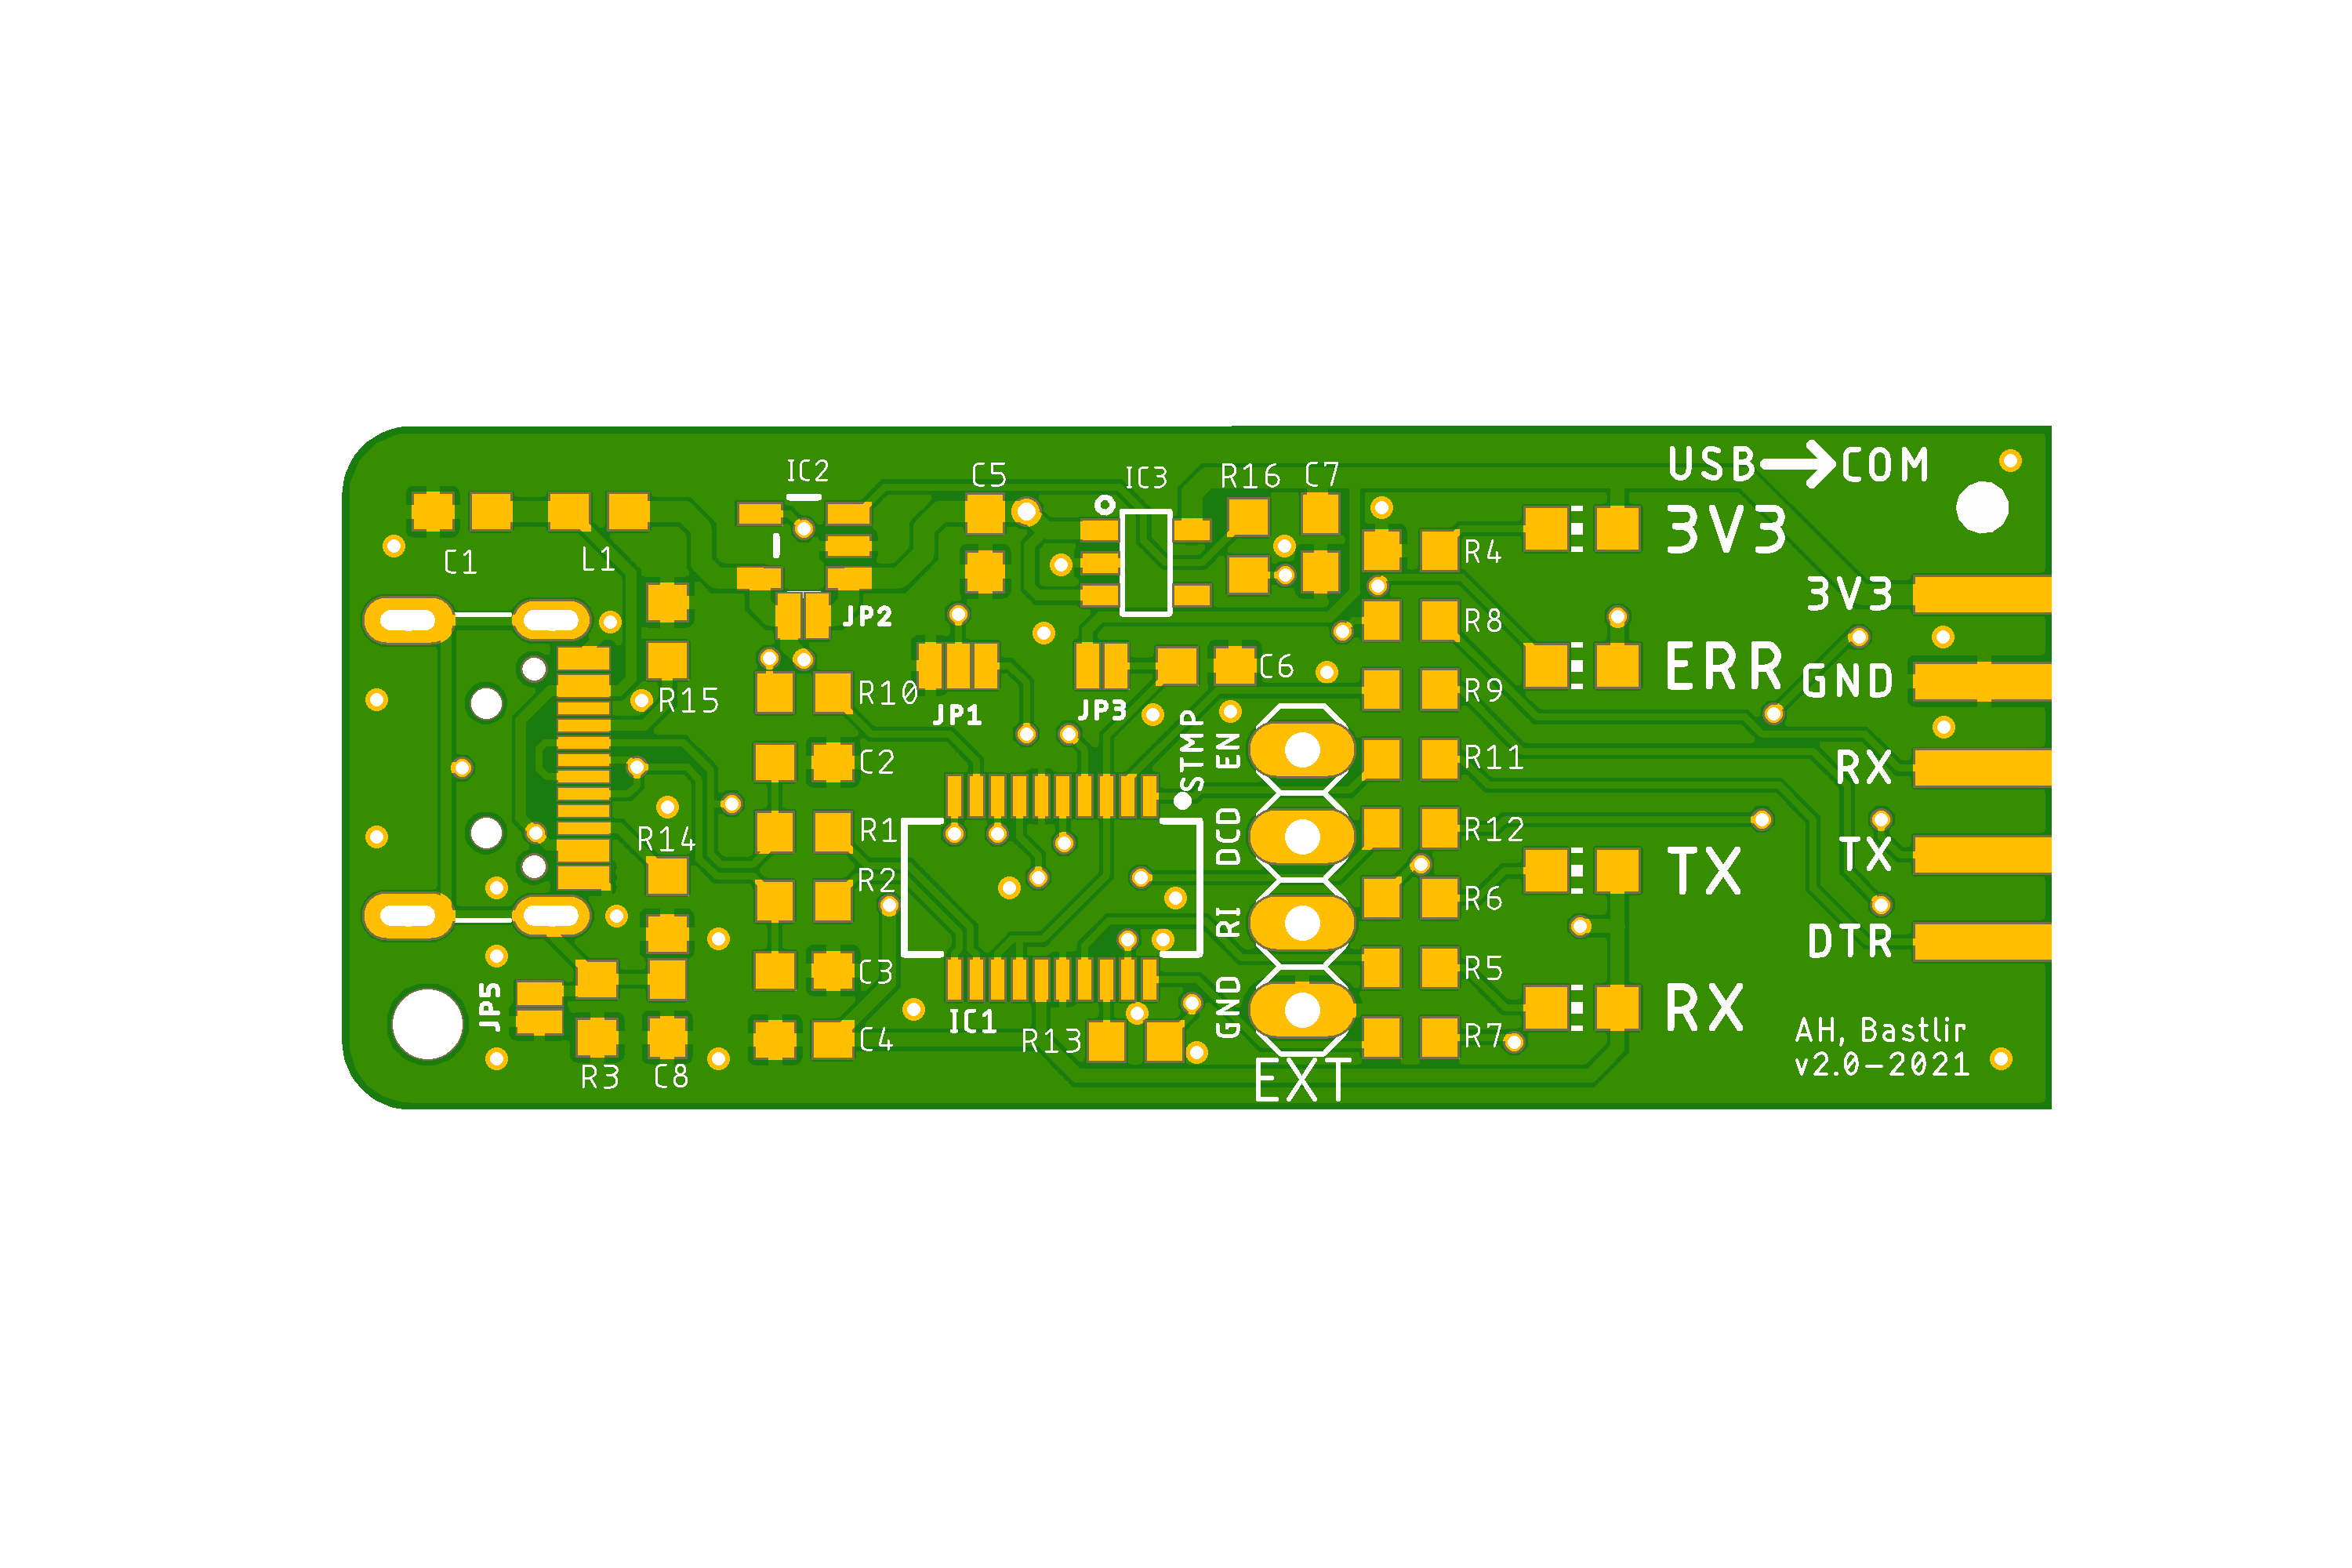 USB → COM
IC2
C5
IC3
R16
C7
3V3
C1
L1
R4
3V3
JP2
R8
ERR
GND
R15
R10
JP1
JP3
C6
R9
STMP
EN
C2
R11
RX
R14
R1
DCD
R12
TX
TX
R2
RI
R6
DTR
JP5
C3
GND
R5
RX
IC1
R13
C4
R7
AH, Bastlir
v2.0-2021
R3
C8
EXT